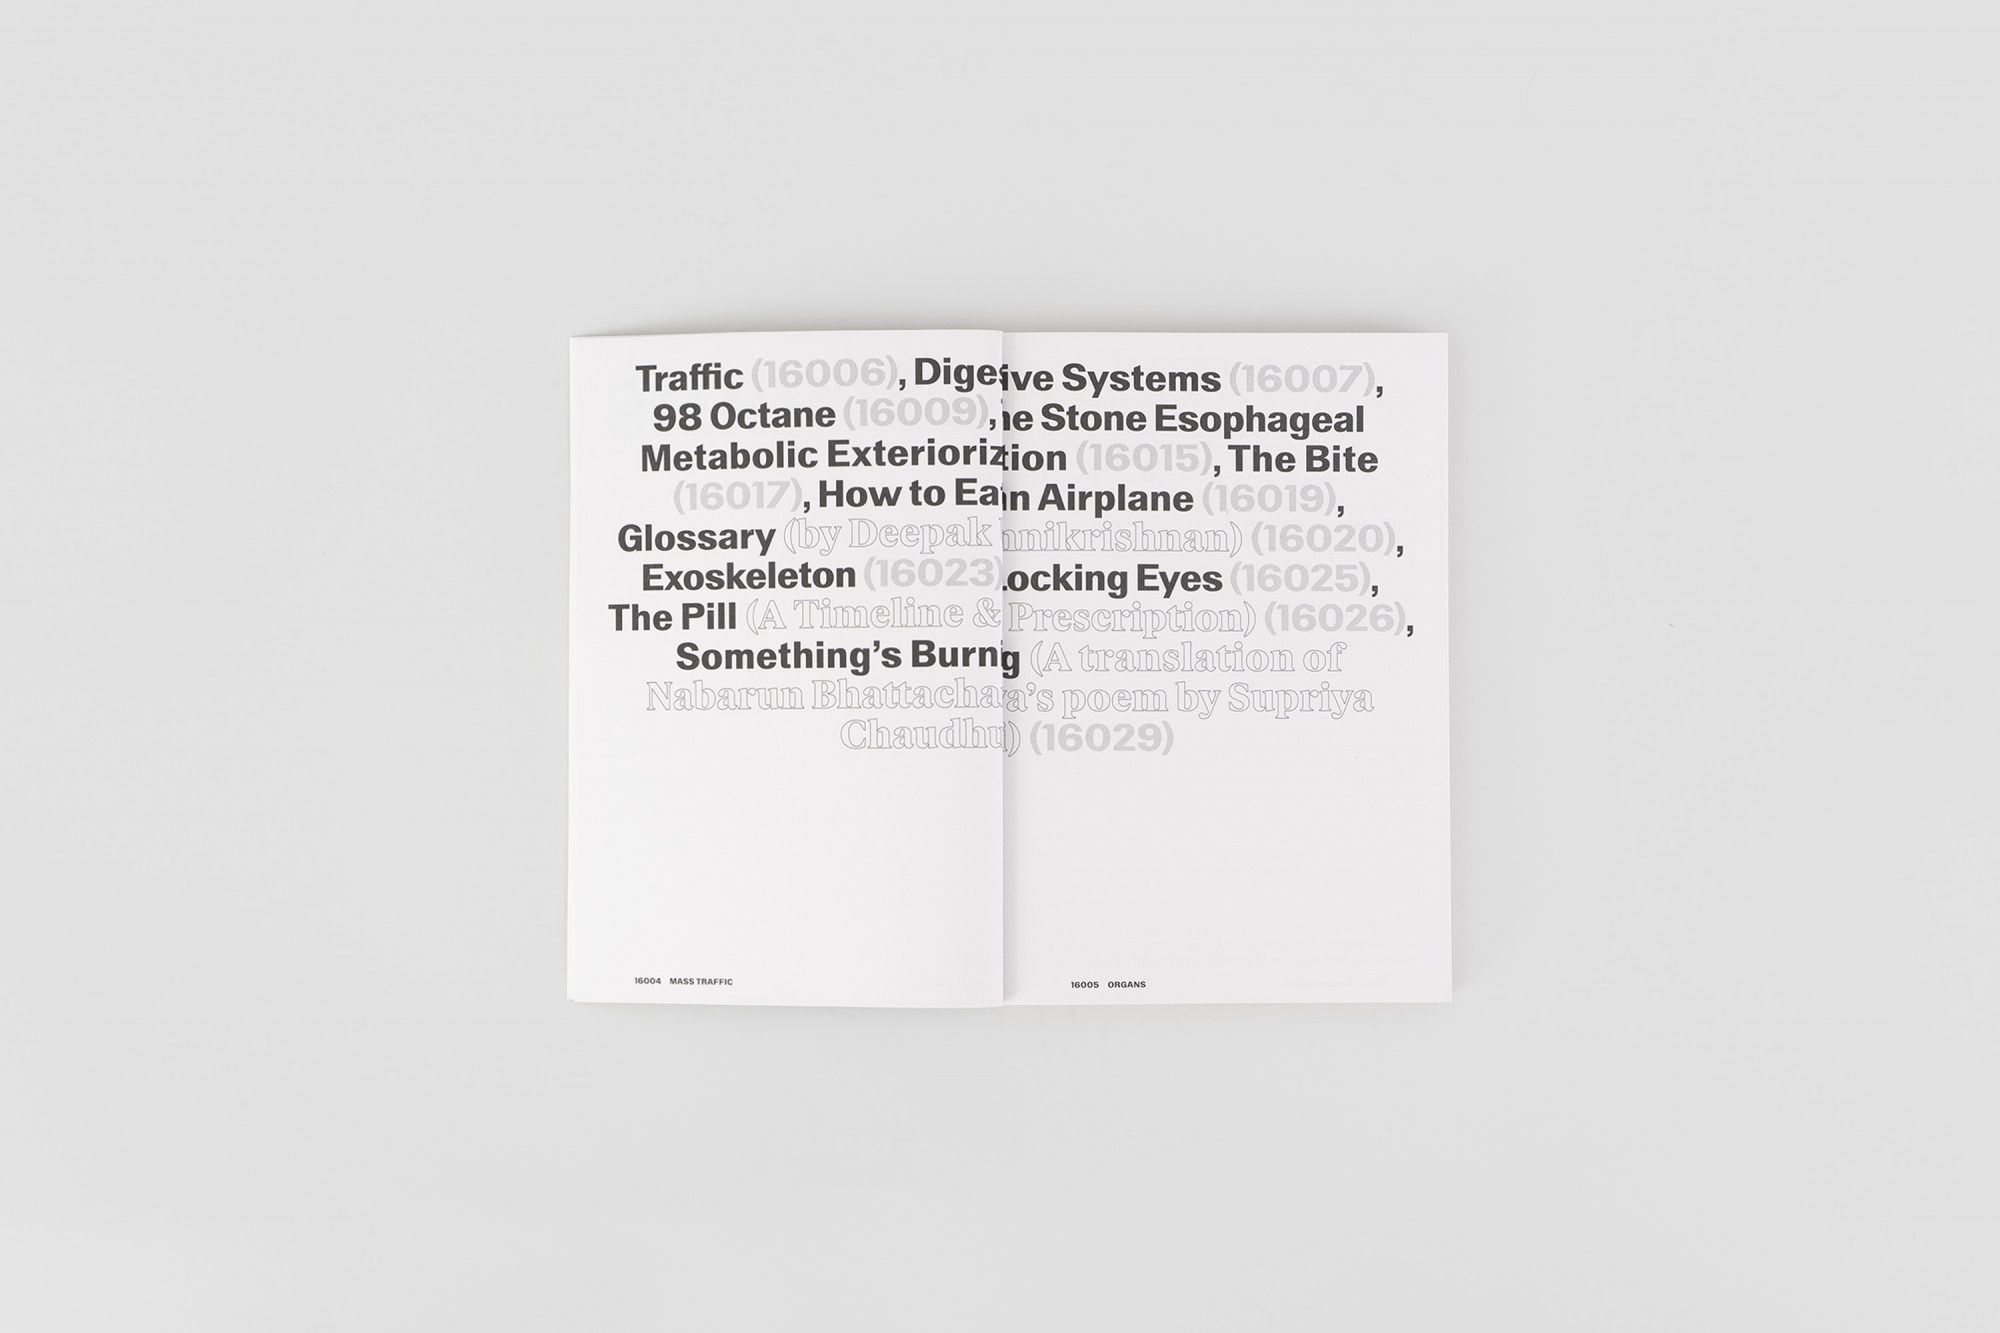 Traffic (16006), Diges ive Systems (16007),
98 Octane (16009), he Stone Esophageal
Metabolic Exterioriz tion (16015), The Bite
(16017), How to Ea n Airplane (16019),
Glossary (by Deepak nnikrishnan) (16020),
Exoskeleton (16023) Locking Eyes (16025),
The Pill (A Timeline & Prescription) (16026),
Something’s Burn g (A translation of
Nabarun Bhattacha a’s poem by Supriya
Chaudhu ) (16029)
16004 MASS TRAFFIC
16005 ORGANS